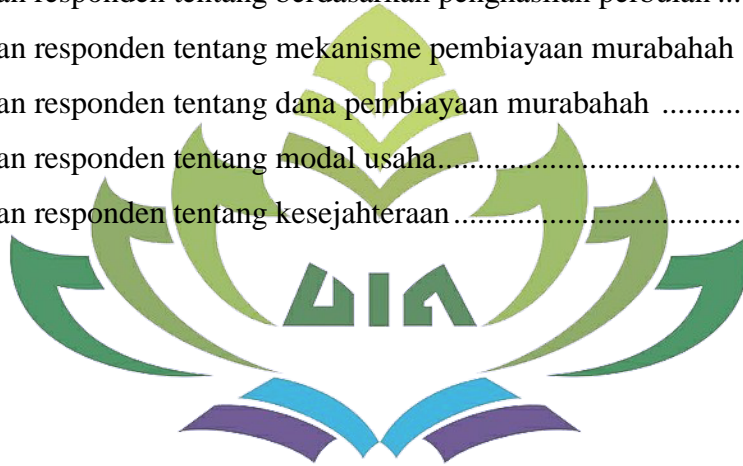 an responden tentang berdasarkan penghasilan perbulan ...
an responden tentang mekanisme pembiayaan murabahah
an responden tentang dana pembiayaan murabahah ..........
an responden tentang modal usaha....................................
an responden tentang kesejahteraan..................................
UIN